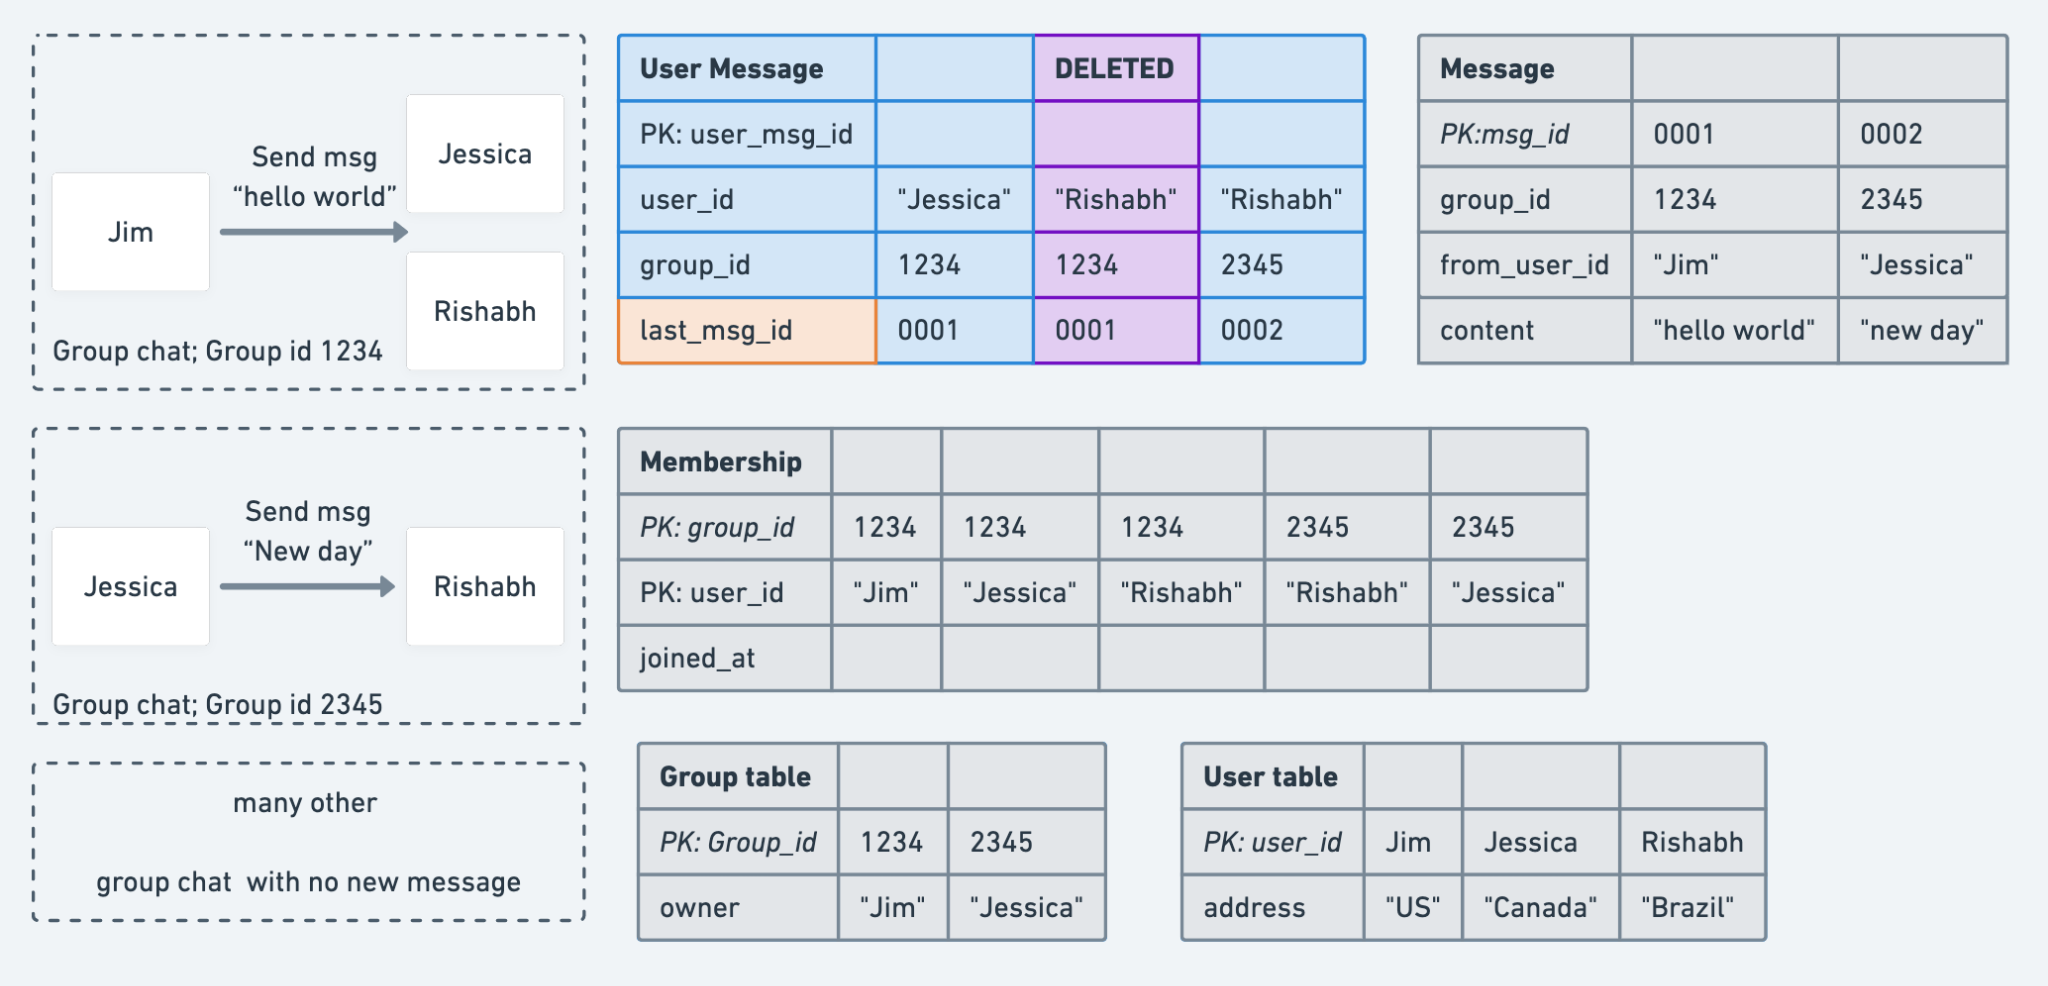 Jim
Send msg
“hello world”
Jessica
Rishabh
Group chat; Group id 1234
Jessica
Send msg
“New day”
Rishabh
Group chat; Group id 2345
many other
group chat with no new message
User Message DELETED
PK: user_msg_id
user_id "Jessica" "Rishabh" "Rishabh"
group_id 1234 1234 2345
last_msg_id 0001 0001 0002
Message
PK:msg_id 0001 0002
group_id 1234 2345
from_user_id "Jim" "Jessica"
content "hello world" "new day"
Membership
PK: group_id 1234 1234 1234 2345 2345
PK: user_id "Jim" "Jessica" "Rishabh" "Rishabh" "Jessica"
joined_at
Group table
PK: Group_id 1234 2345
owner "Jim" "Jessica"
User table
PK: user_id Jim Jessica Rishabh
address "US" "Canada" "Brazil"